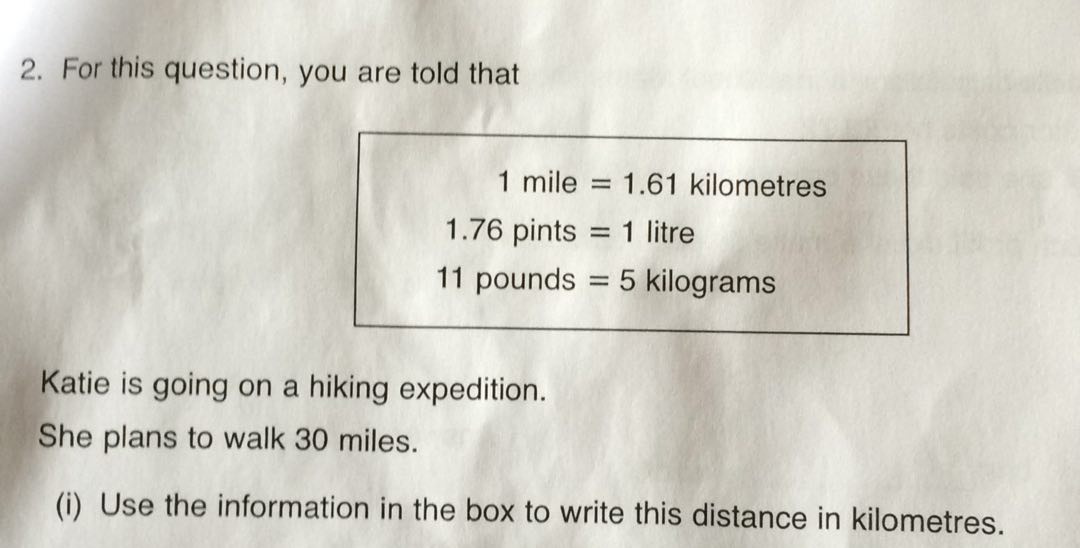 2. For this question, you are told that
1 mile = 1.61 kilometres
1.76 pints = 1 litre
11 pounds = 5 kilograms
Katie is going on a hiking expedition.
She plans to walk 30 miles.
(i) Use the information in the box to write this distance in kilometres.